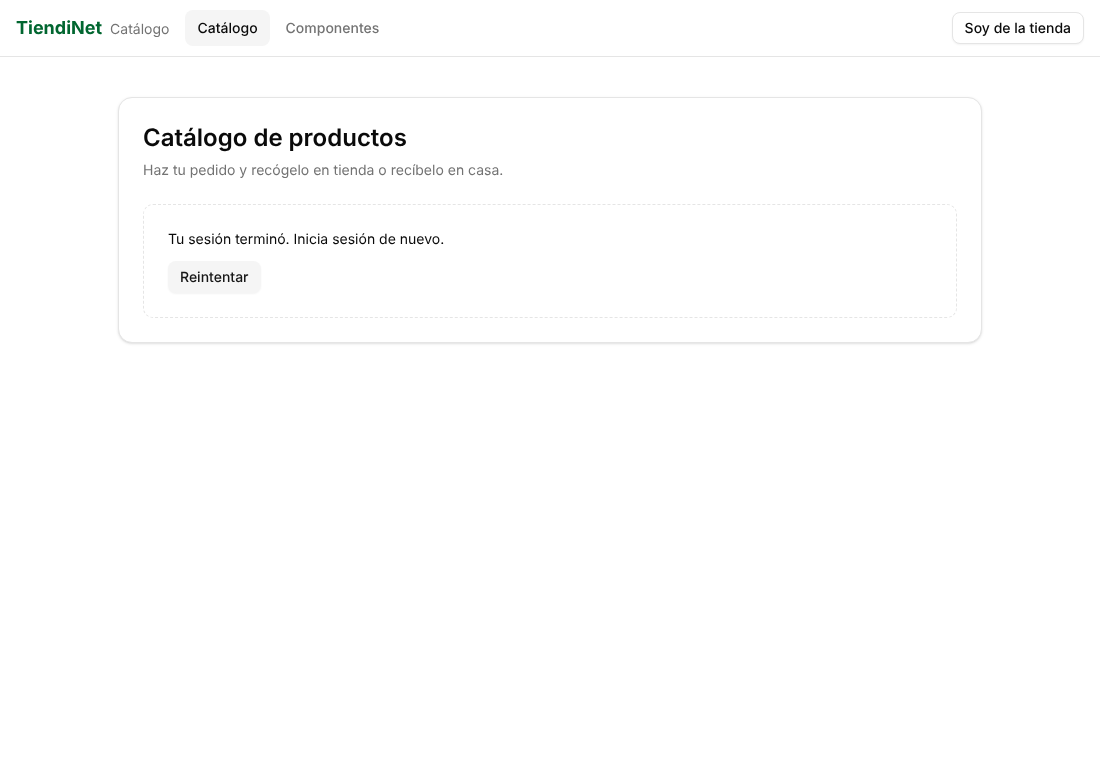 TiendiNet Catálogo Catálogo Componentes Soy de la tienda
Catálogo de productos
Haz tu pedido y recógelo en tienda o recíbelo en casa.
Tu sesión terminó. Inicia sesión de nuevo.
Reintentar